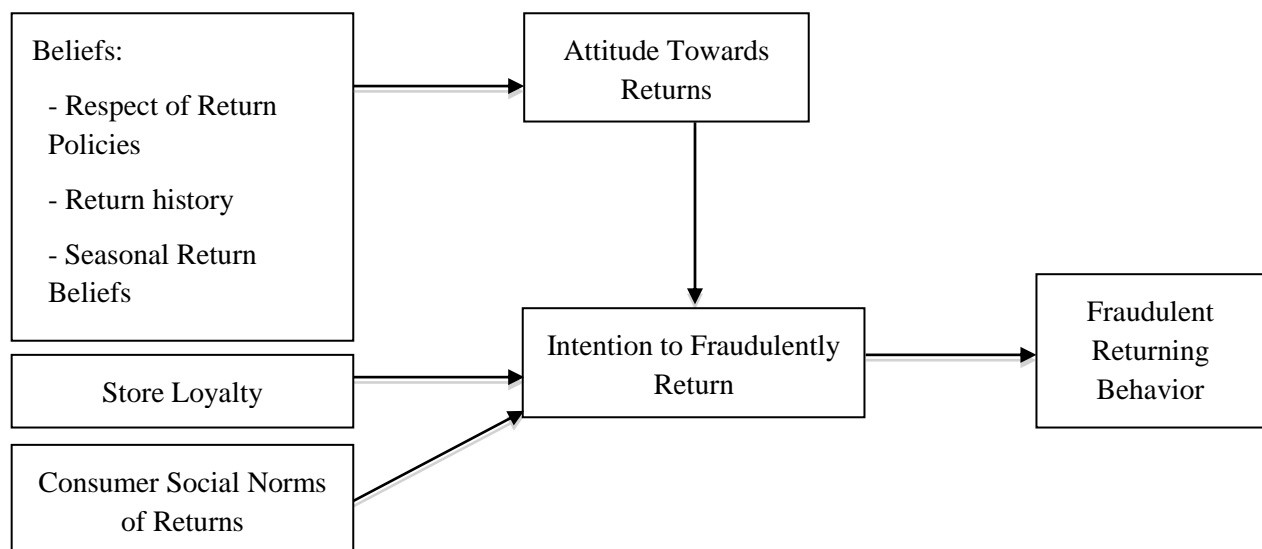 Beliefs:
- Respect of Return
Policies
- Return history
- Seasonal Return
Beliefs
Attitude Towards
Returns
Store Loyalty
Intention to Fraudulently
Return
Fraudulent
Returning
Behavior
Consumer Social Norms
of Returns